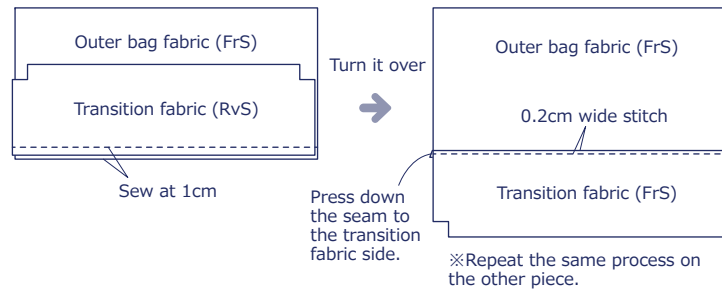 Outer bag fabric (FrS)
Transition fabric (RvS)
Sew at 1cm
Turn it over
Outer bag fabric (FrS)
0.2cm wide stitch
Press down
the seam to
the transition
fabric side.
Transition fabric (FrS)
※Repeat the same process on
the other piece.